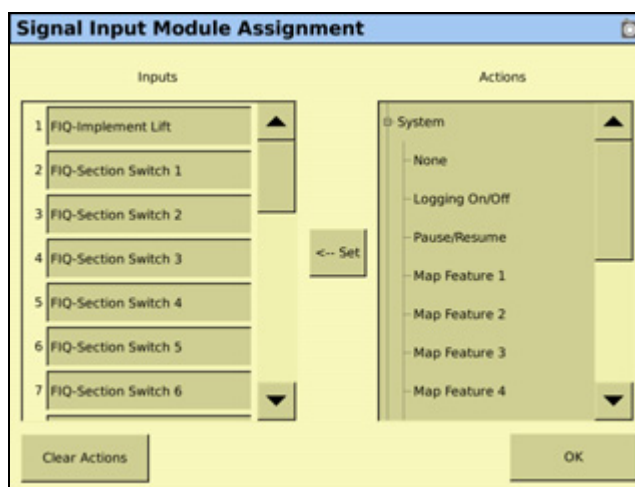 Signal Input Module Assignment
Inputs
Actions
1 FIQ-Implement Lift
2 FIQ-Section Switch 1
3 FIQ-Section Switch 2
4 FIQ-Section Switch 3
5 FIQ-Section Switch 4
6 FIQ-Section Switch 5
7 FIQ-Section Switch 6
<-- Set
System
None
Logging On/Off
Pause/Resume
Map Feature 1
Map Feature 2
Map Feature 3
Map Feature 4
Clear Actions
OK